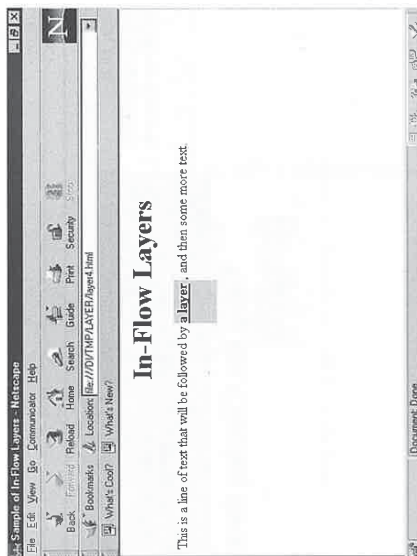 Sample of In-Flow Layers - Netscape
File Edit View Go Communicator Help
Back Forward Reload Home Search Guide Print Security Stop
Bookmarks Location: file:///D|/TMP/LAYER/layer4.html
What's Cool? What's New?
In-Flow Layers
This is a line of text that will be followed by a layer, and then some more text.
Document: Done